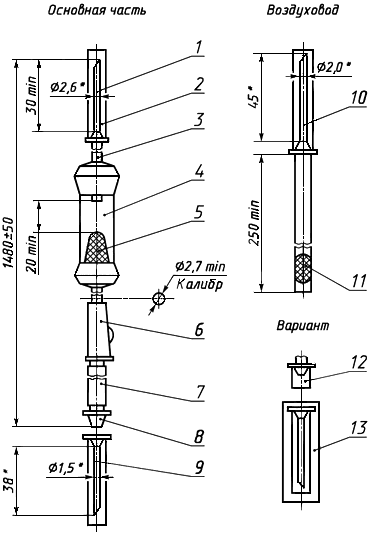 Основная часть
Воздуховод
30 min
Ø2,6*
1
2
3
4
5
20 min
1480±50
Ø2,7 min
Калибр
6
7
8
9
38*
Ø1,5*
45*
Ø2,0*
10
250 min
11
Вариант
12
13